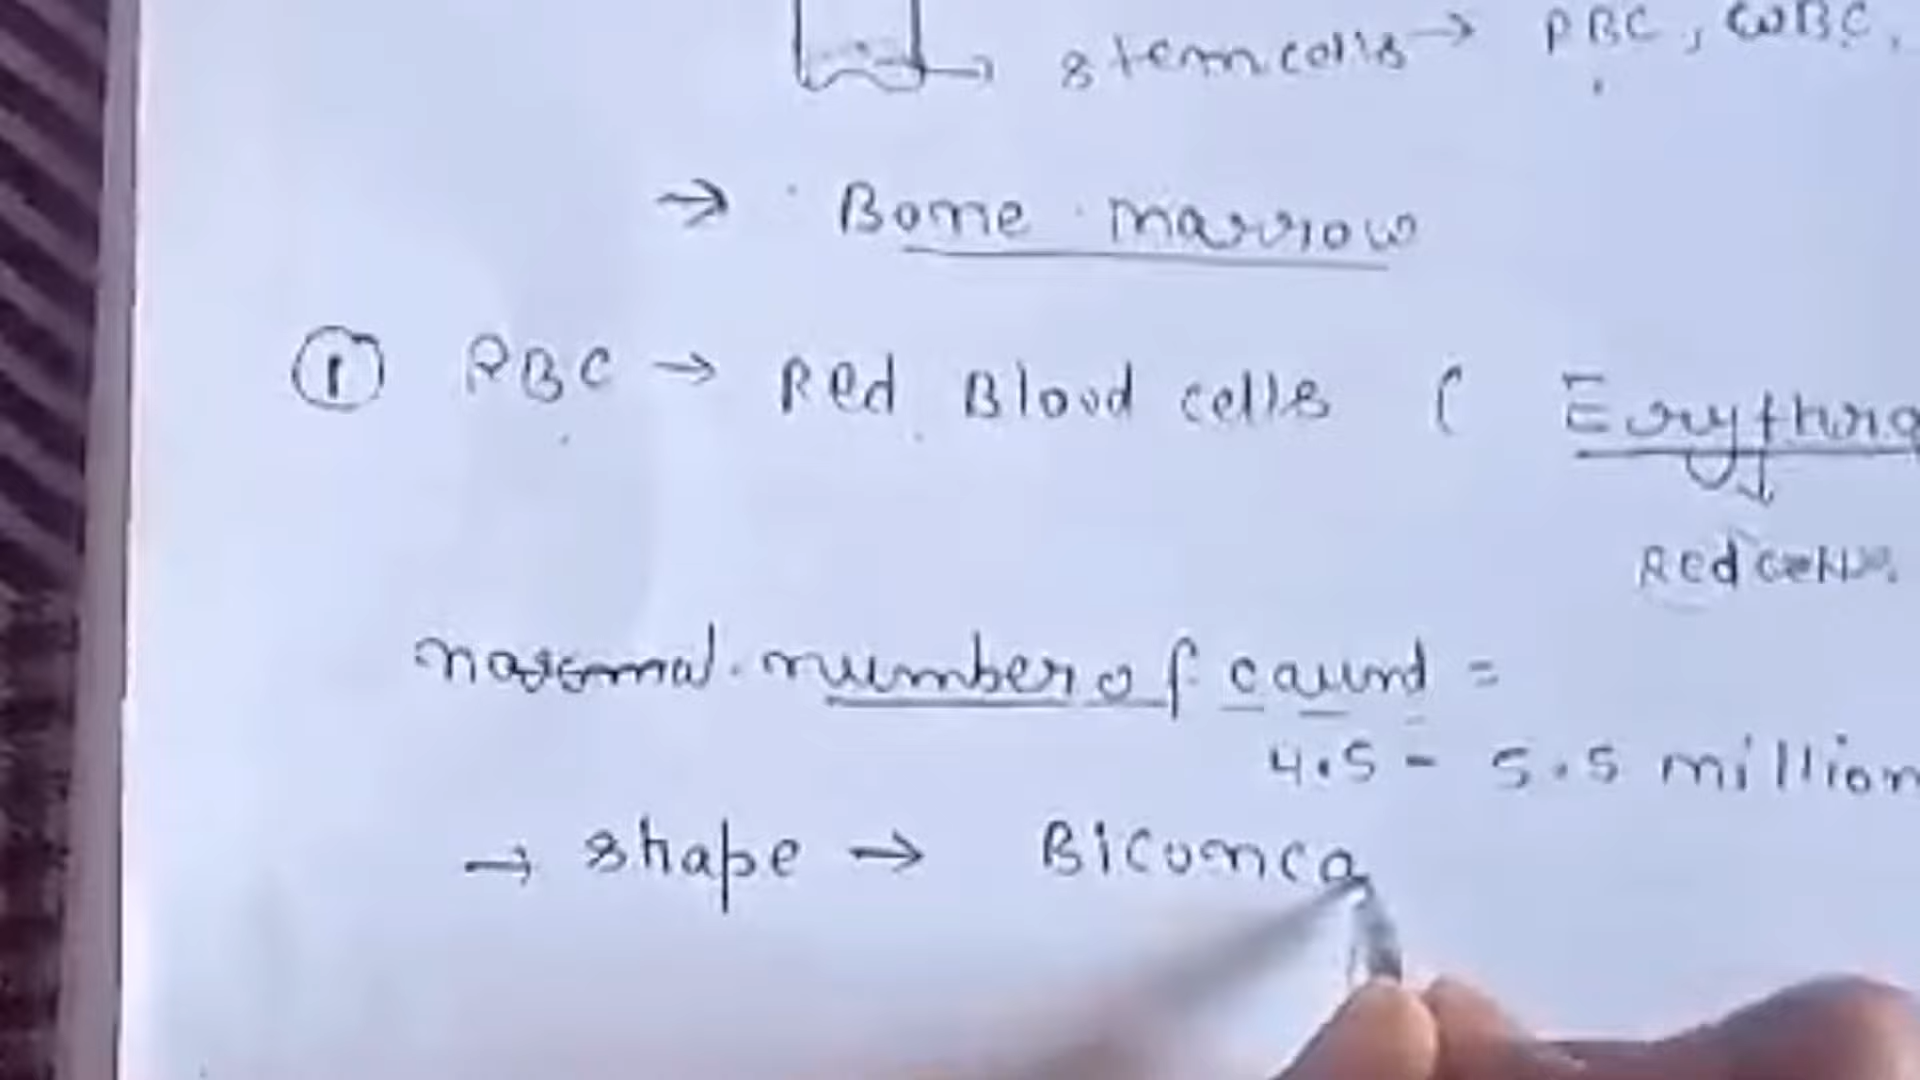 stem cells → RBC, WBC,
→ Bone marrow
① RBC → Red Blood cells ( Erythro
Red cells
normal number of count =
4.5 - 5.5 million
→ shape → Biconca